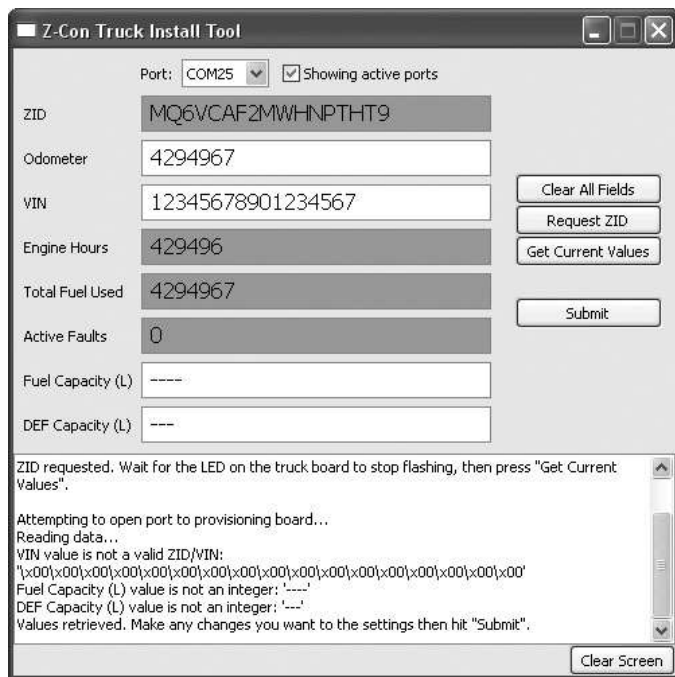 Z-Con Truck Install Tool
Port: COM25 Showing active ports
ZID MQ6VCAF2MWHNPTHT9
Odometer 4294967
VIN 12345678901234567
Clear All Fields
Request ZID
Engine Hours 429496 Get Current Values
Total Fuel Used 4294967
Submit
Active Faults 0
Fuel Capacity (L) ----
DEF Capacity (L) ---
ZID requested. Wait for the LED on the truck board to stop flashing, then press "Get Current
Values".
Attempting to open port to provisioning board...
Reading data...
VIN value is not a valid ZID/VIN:
'\x00\x00\x00\x00\x00\x00\x00\x00\x00\x00\x00\x00\x00\x00\x00\x00\x00'
Fuel Capacity (L) value is not an integer: '----'
DEF Capacity (L) value is not an integer: '---'
Values retrieved. Make any changes you want to the settings then hit "Submit".
Clear Screen